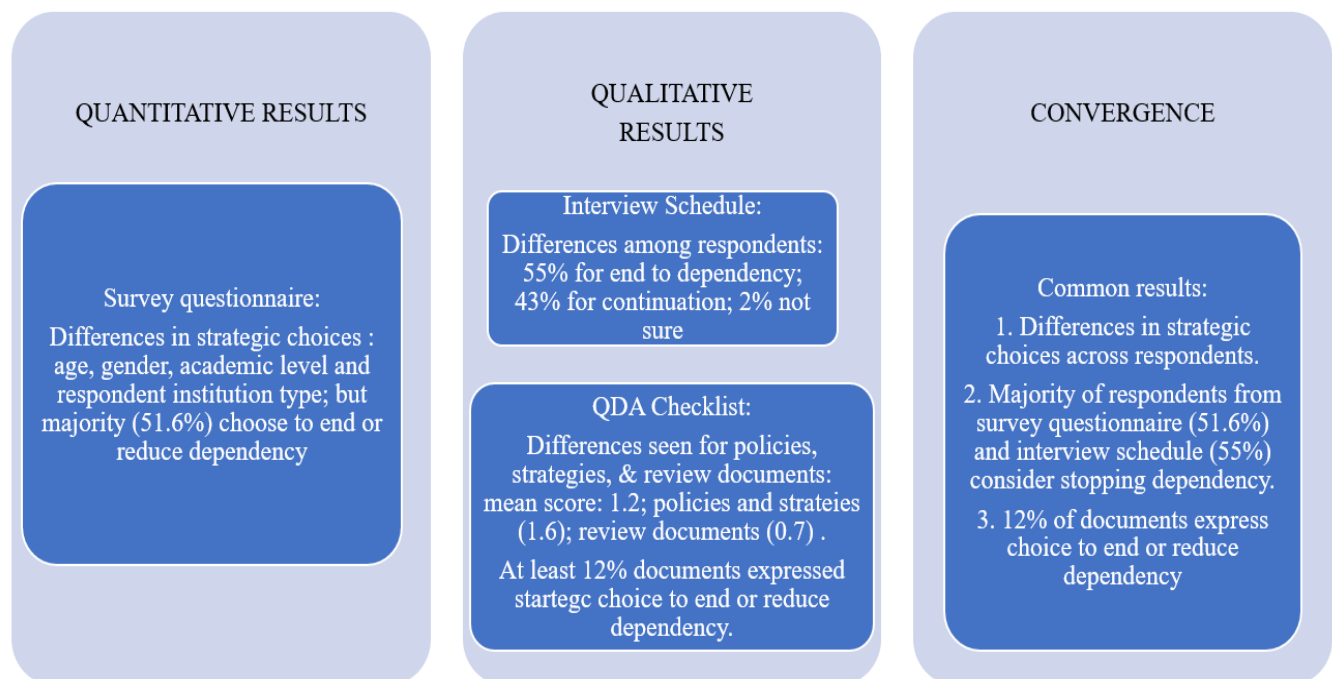 QUANTITATIVE RESULTS
Survey questionnaire:
Differences in strategic choices :
age, gender, academic level and
respondent institution type; but
majority (51.6%) choose to end or
reduce dependency
QUALITATIVE
RESULTS
Interview Schedule:
Differences among respondents:
55% for end to dependency;
43% for continuation; 2% not
sure
QDA Checklist:
Differences seen for policies,
strategies, & review documents:
mean score: 1.2; policies and strateies
(1.6); review documents (0.7) .
At least 12% documents expressed
startegc choice to end or reduce
dependency.
CONVERGENCE
Common results:
1. Differences in strategic
choices across respondents.
2. Majority of respondents from
survey questionnaire (51.6%)
and interview schedule (55%)
consider stopping dependency.
3. 12% of documents express
choice to end or reduce
dependency